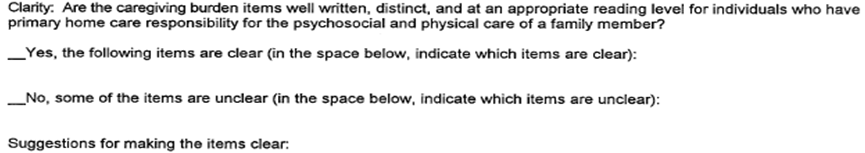 Clarity:  Are the caregiving burden items well written, distinct, and at an appropriate reading level for individuals who have
primary home care responsibility for the psychosocial and physical care of a family member?
__Yes, the following items are clear (in the space below, indicate which items are clear):
__No, some of the items are unclear (in the space below, indicate which items are unclear):
Suggestions for making the items clear: